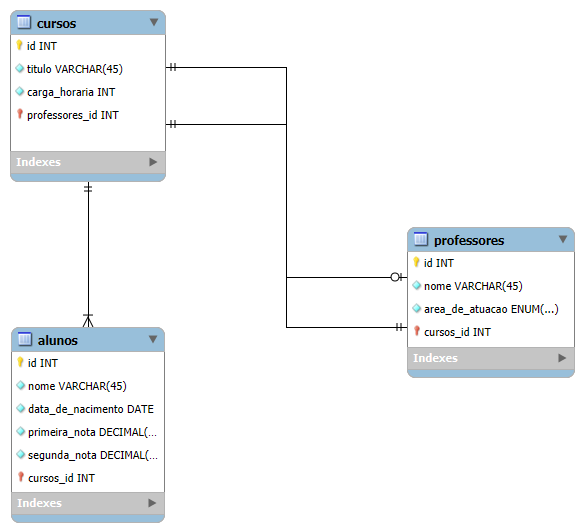 cursos
id INT
titulo VARCHAR(45)
carga_horaria INT
professores_id INT
Indexes
professores
id INT
nome VARCHAR(45)
area_de_atuacao ENUM(...)
cursos_id INT
Indexes
alunos
id INT
nome VARCHAR(45)
data_de_nacimento DATE
primeira_nota DECIMAL(...
segunda_nota DECIMAL(...
cursos_id INT
Indexes